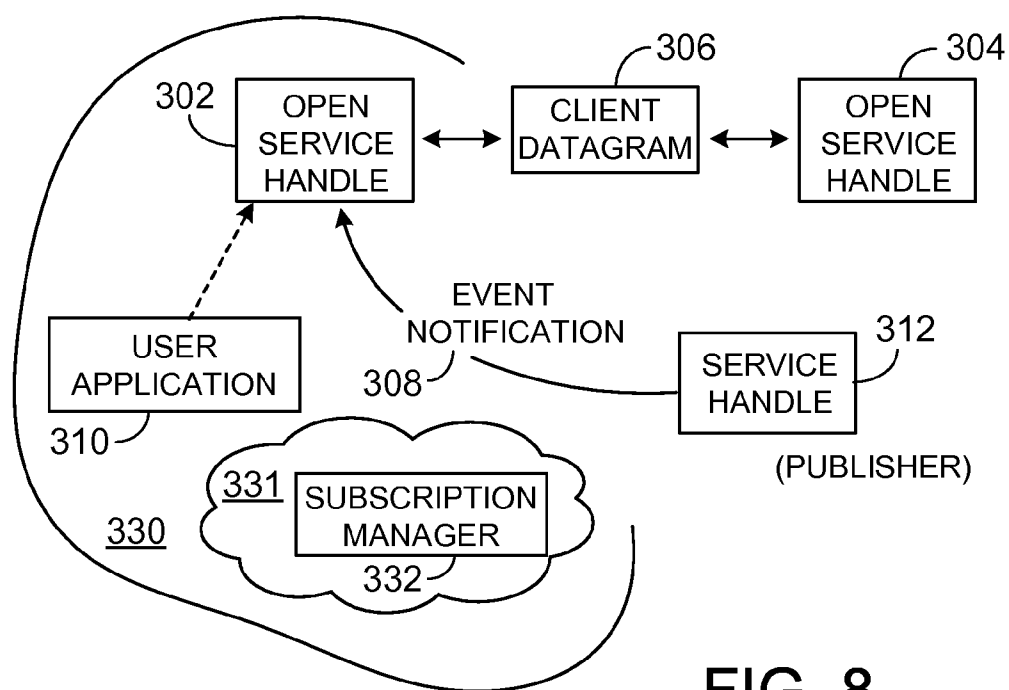 306
304
302
OPEN
SERVICE
HANDLE
CLIENT
DATAGRAM
OPEN
SERVICE
HANDLE
EVENT
NOTIFICATION
308
312
USER
APPLICATION
310
SERVICE
HANDLE
(PUBLISHER)
331
SUBSCRIPTION
MANAGER
332
330
FIG. 8